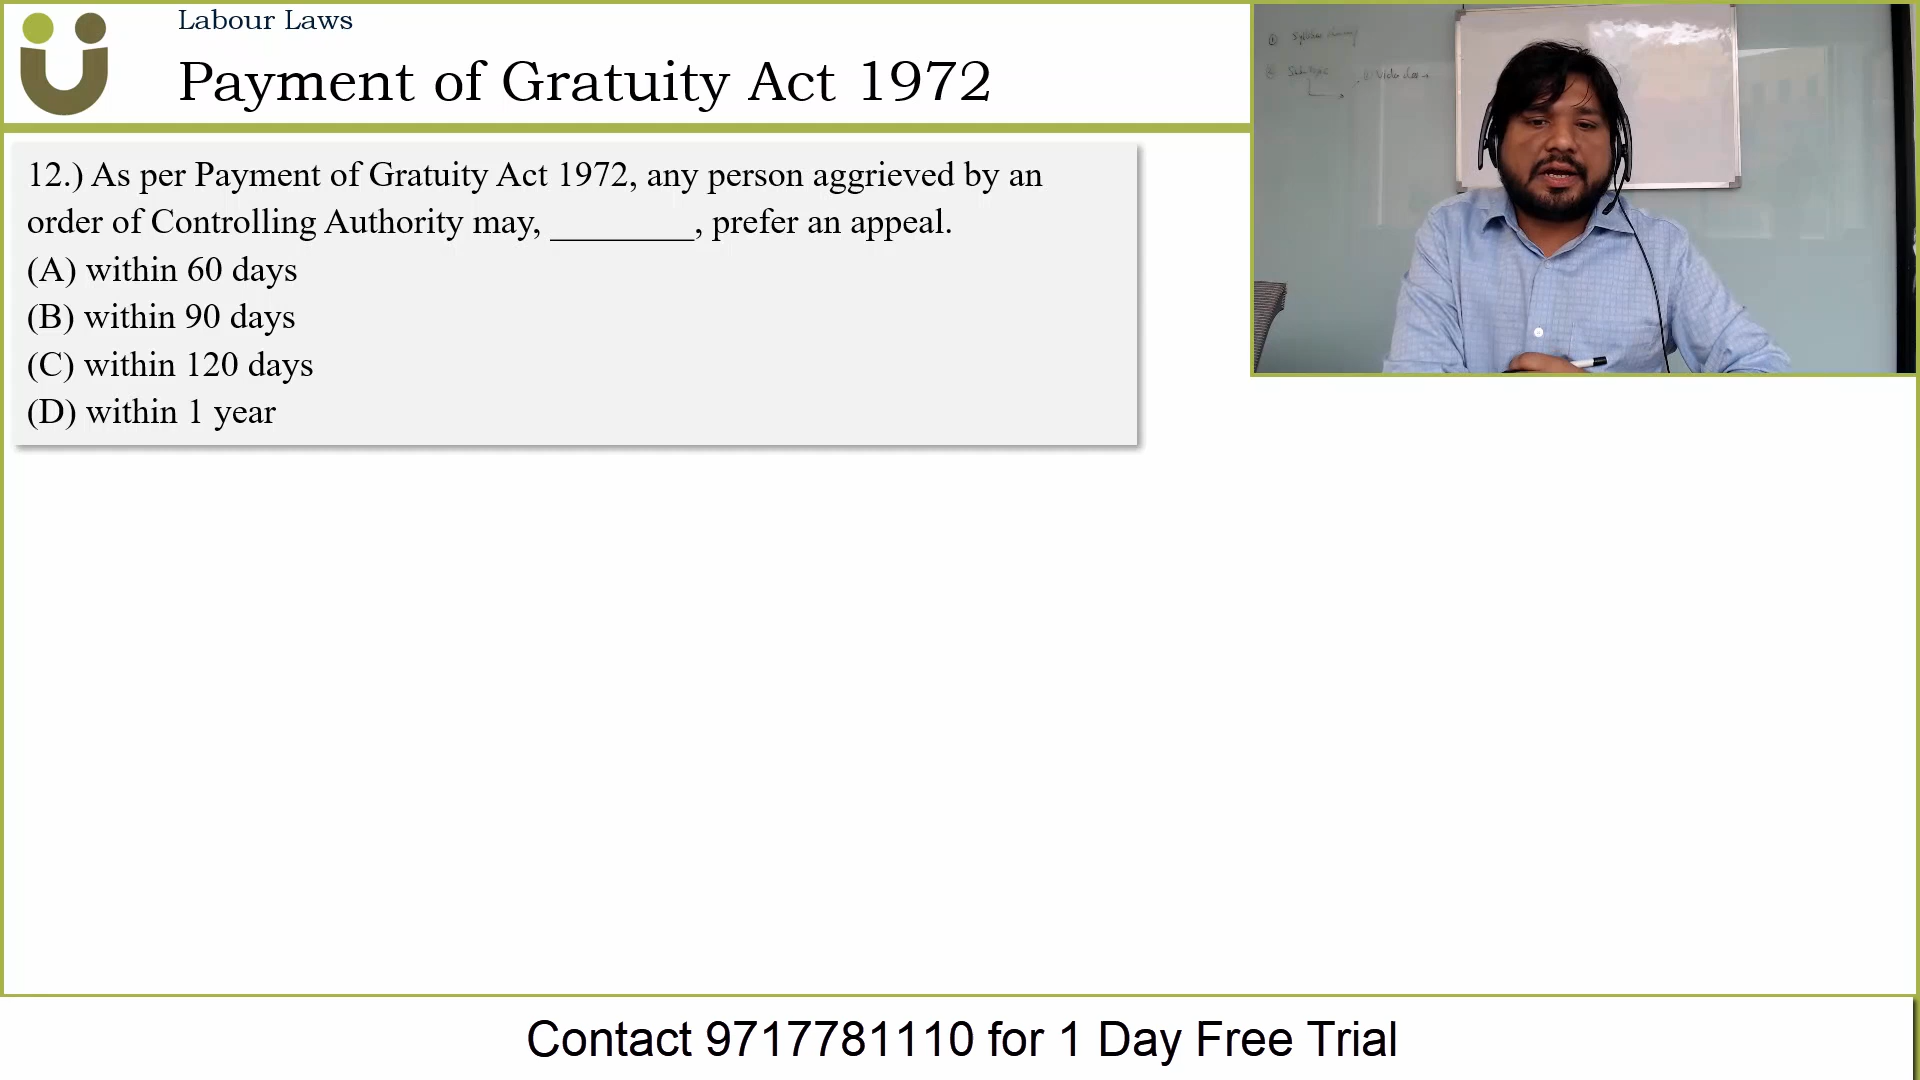 Labour Laws
Payment of Gratuity Act 1972
12.) As per Payment of Gratuity Act 1972, any person aggrieved by an
order of Controlling Authority may, ________, prefer an appeal.
(A) within 60 days
(B) within 90 days
(C) within 120 days
(D) within 1 year
Contact 9717781110 for 1 Day Free Trial